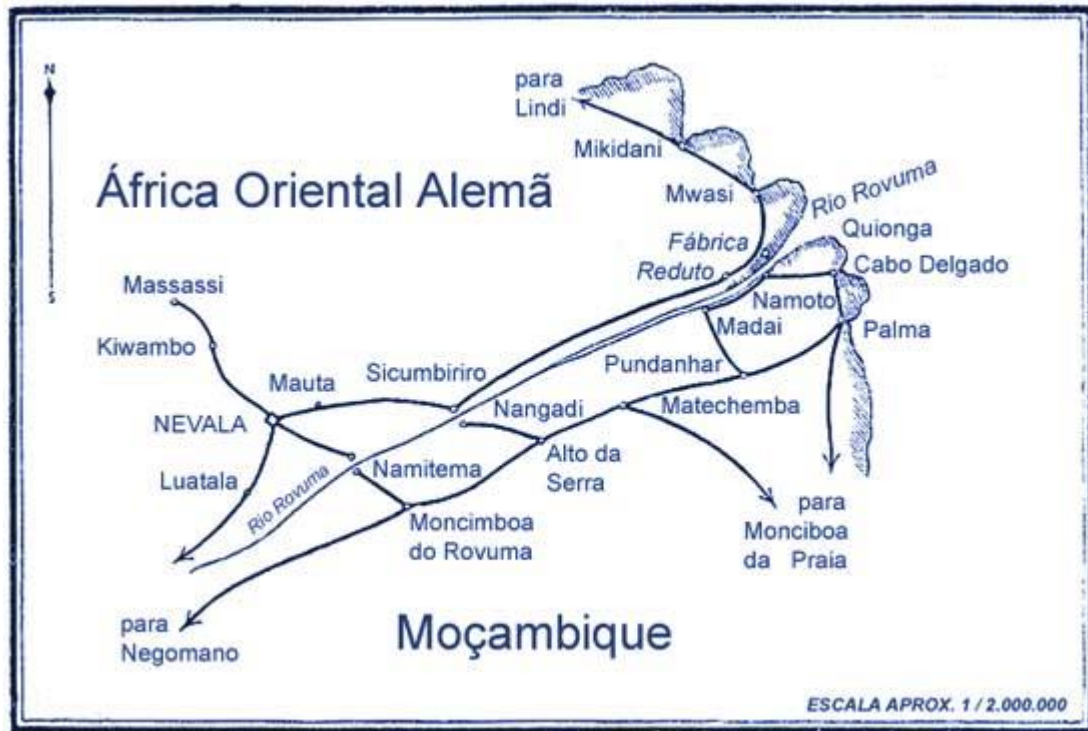 N
S
para
Lindi
Mikidani
Mwasi
África Oriental Alemã
Rio Rovuma
Quionga
Fábrica
Reduto
Cabo Delgado
Massassi
Namoto
Madai
Palma
Kiwambo
Pundanhar
Sicumbiriro
Mauta
Nangadi
Matechemba
NEVALA
Alto da
Serra
Namitema
Luatala
Rio Rovuma
Moncimboa
do Rovuma
para
Monciboa
da Praia
para
Negomano
Moçambique
ESCALA APROX. 1 / 2.000.000